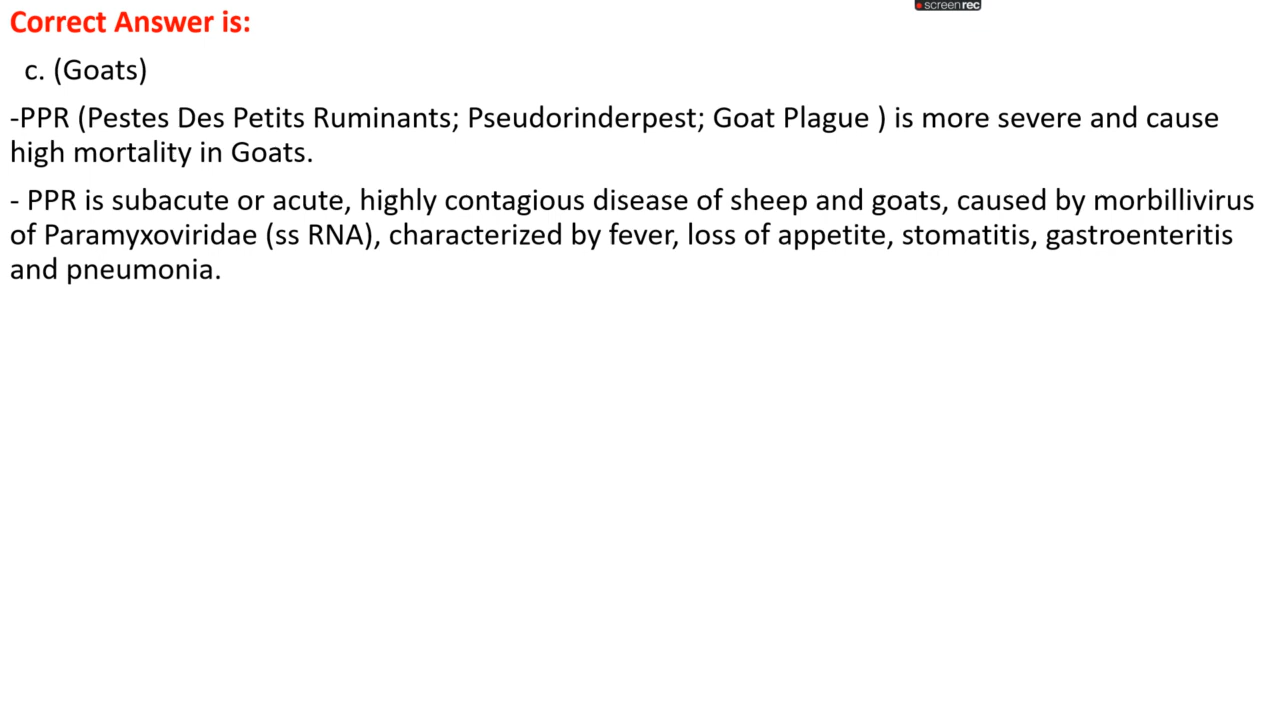 screenrec
Correct Answer is:
c. (Goats)
-PPR (Pestes Des Petits Ruminants; Pseudorinderpest; Goat Plague ) is more severe and cause
high mortality in Goats.
- PPR is subacute or acute, highly contagious disease of sheep and goats, caused by morbillivirus
of Paramyxoviridae (ss RNA), characterized by fever, loss of appetite, stomatitis, gastroenteritis
and pneumonia.